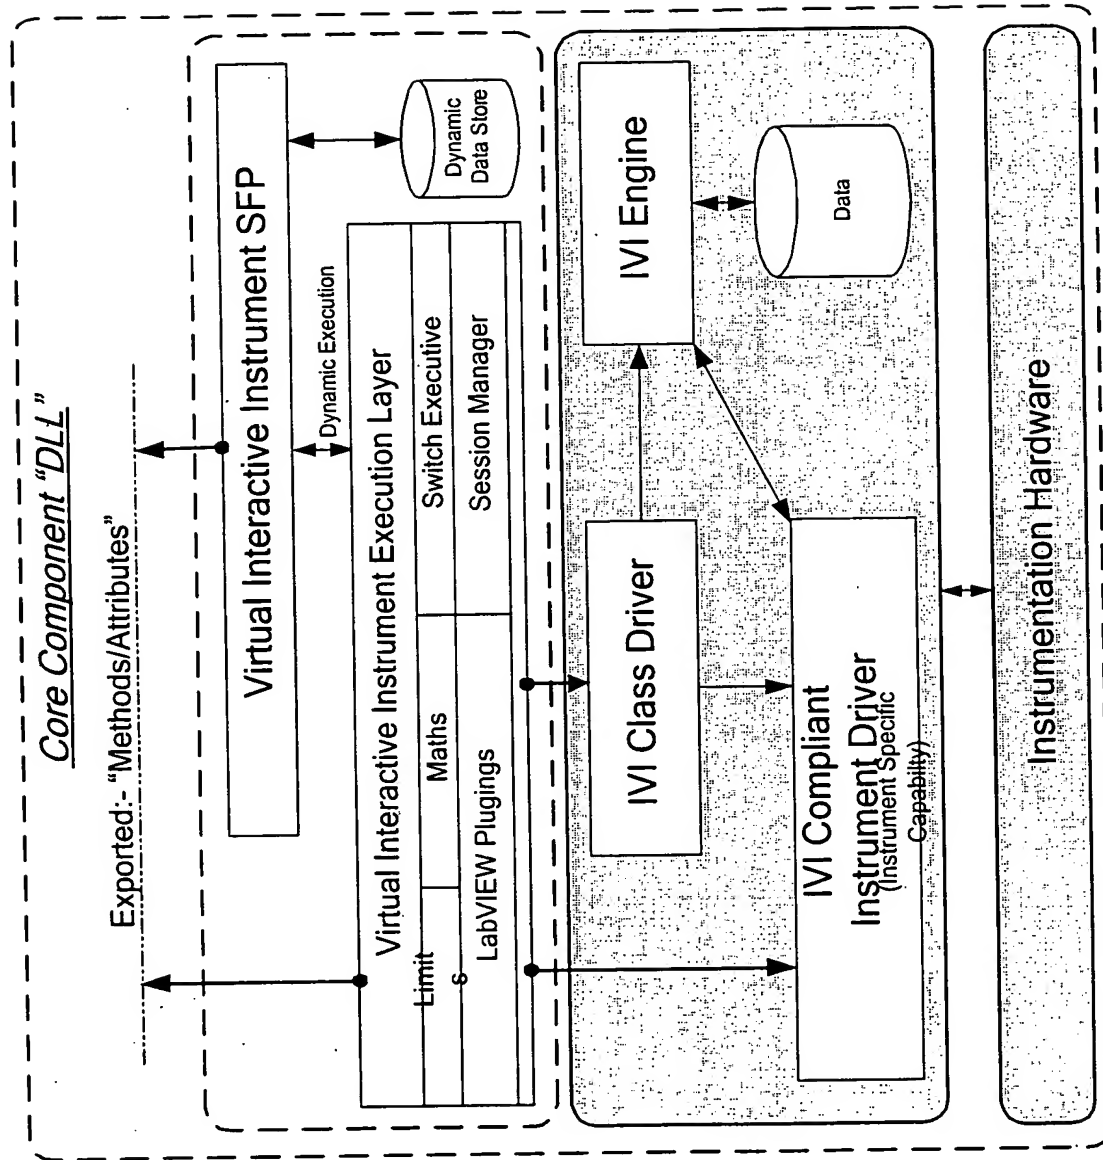 Core Component "DLL"
Exported:- "Methods/Attributes"
Virtual Interactive Instrument SFP
Dynamic Execution
Dynamic
Data Store
Virtual Interactive Instrument Execution Layer
Limit
s
Maths
Switch Executive
LabVIEW Plugings
Session Manager
IVI Class Driver
IVI Engine
IVI Compliant
Instrument Driver
(Instrument Specific
Capabilty)
Data
Instrumentation Hardware